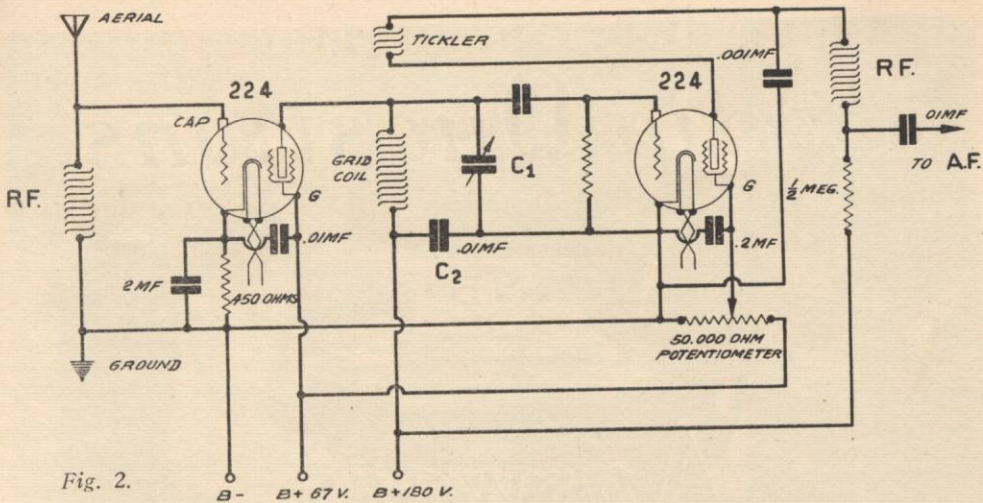 AERIAL
TICKLER
.001MF
RF.
224
224
CAP
.01MF
TO A.F.
GRID
COIL
C1
RF.
G
G
½ MEG.
.01MF
.01MF
.2MF
C2
2MF
450 OHMS
50.000 OHM
POTENTIOMETER
GROUND
Fig. 2.
B-
B+ 67 V.
B+180 V.